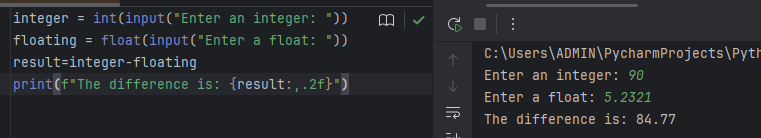 integer = int(input("Enter an integer: "))
floating = float(input("Enter a float: "))
result=integer-floating
print(f"The difference is: {result:,.2f}")
C:\Users\ADMIN\PycharmProjects\Pyth
Enter an integer: 90
Enter a float: 5.2321
The difference is: 84.77